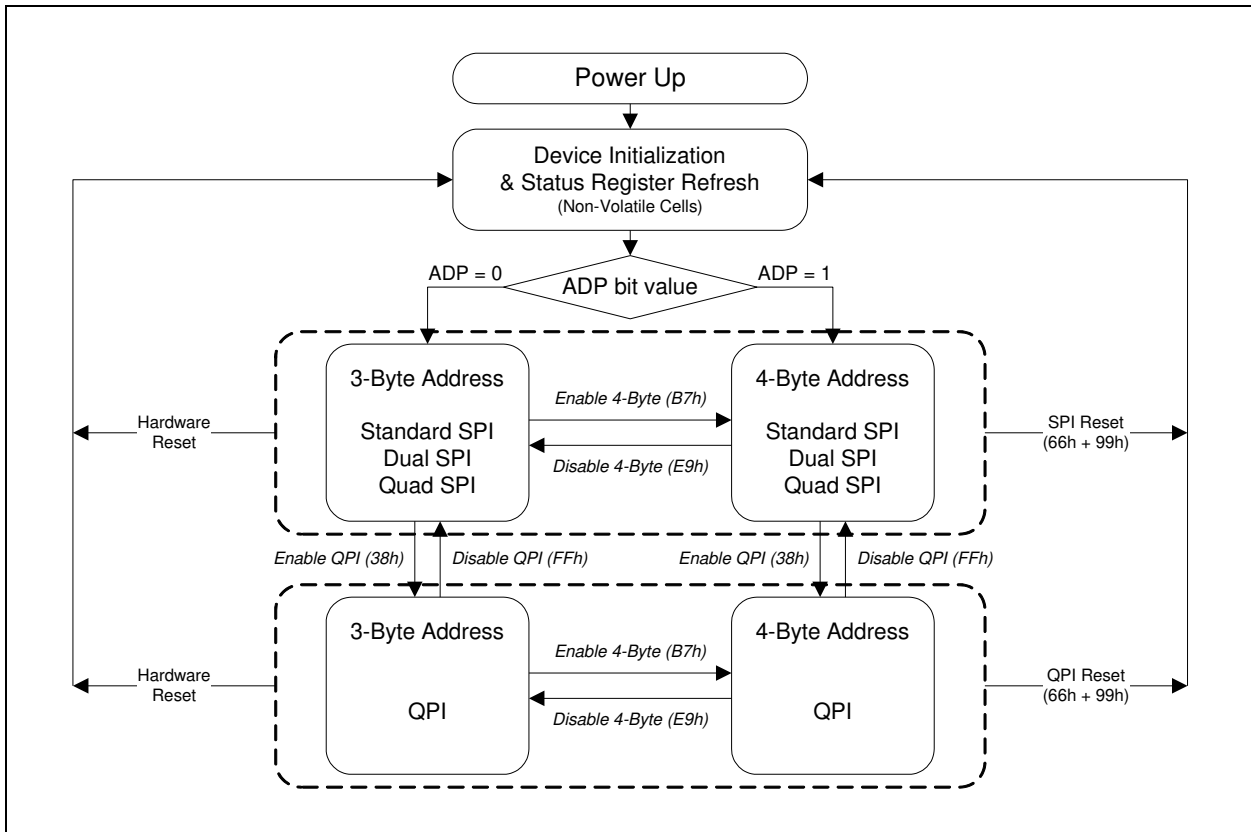 Power Up
Device Initialization
& Status Register Refresh
(Non-Volatile Cells)
ADP = 0
ADP bit value
ADP = 1
3-Byte Address
Standard SPI
Dual SPI
Quad SPI
Enable 4-Byte (B7h)
Disable 4-Byte (E9h)
4-Byte Address
Standard SPI
Dual SPI
Quad SPI
Hardware
Reset
SPI Reset
(66h + 99h)
Enable QPI (38h)
Disable QPI (FFh)
Enable QPI (38h)
Disable QPI (FFh)
3-Byte Address
QPI
Enable 4-Byte (B7h)
Disable 4-Byte (E9h)
4-Byte Address
QPI
Hardware
Reset
QPI Reset
(66h + 99h)